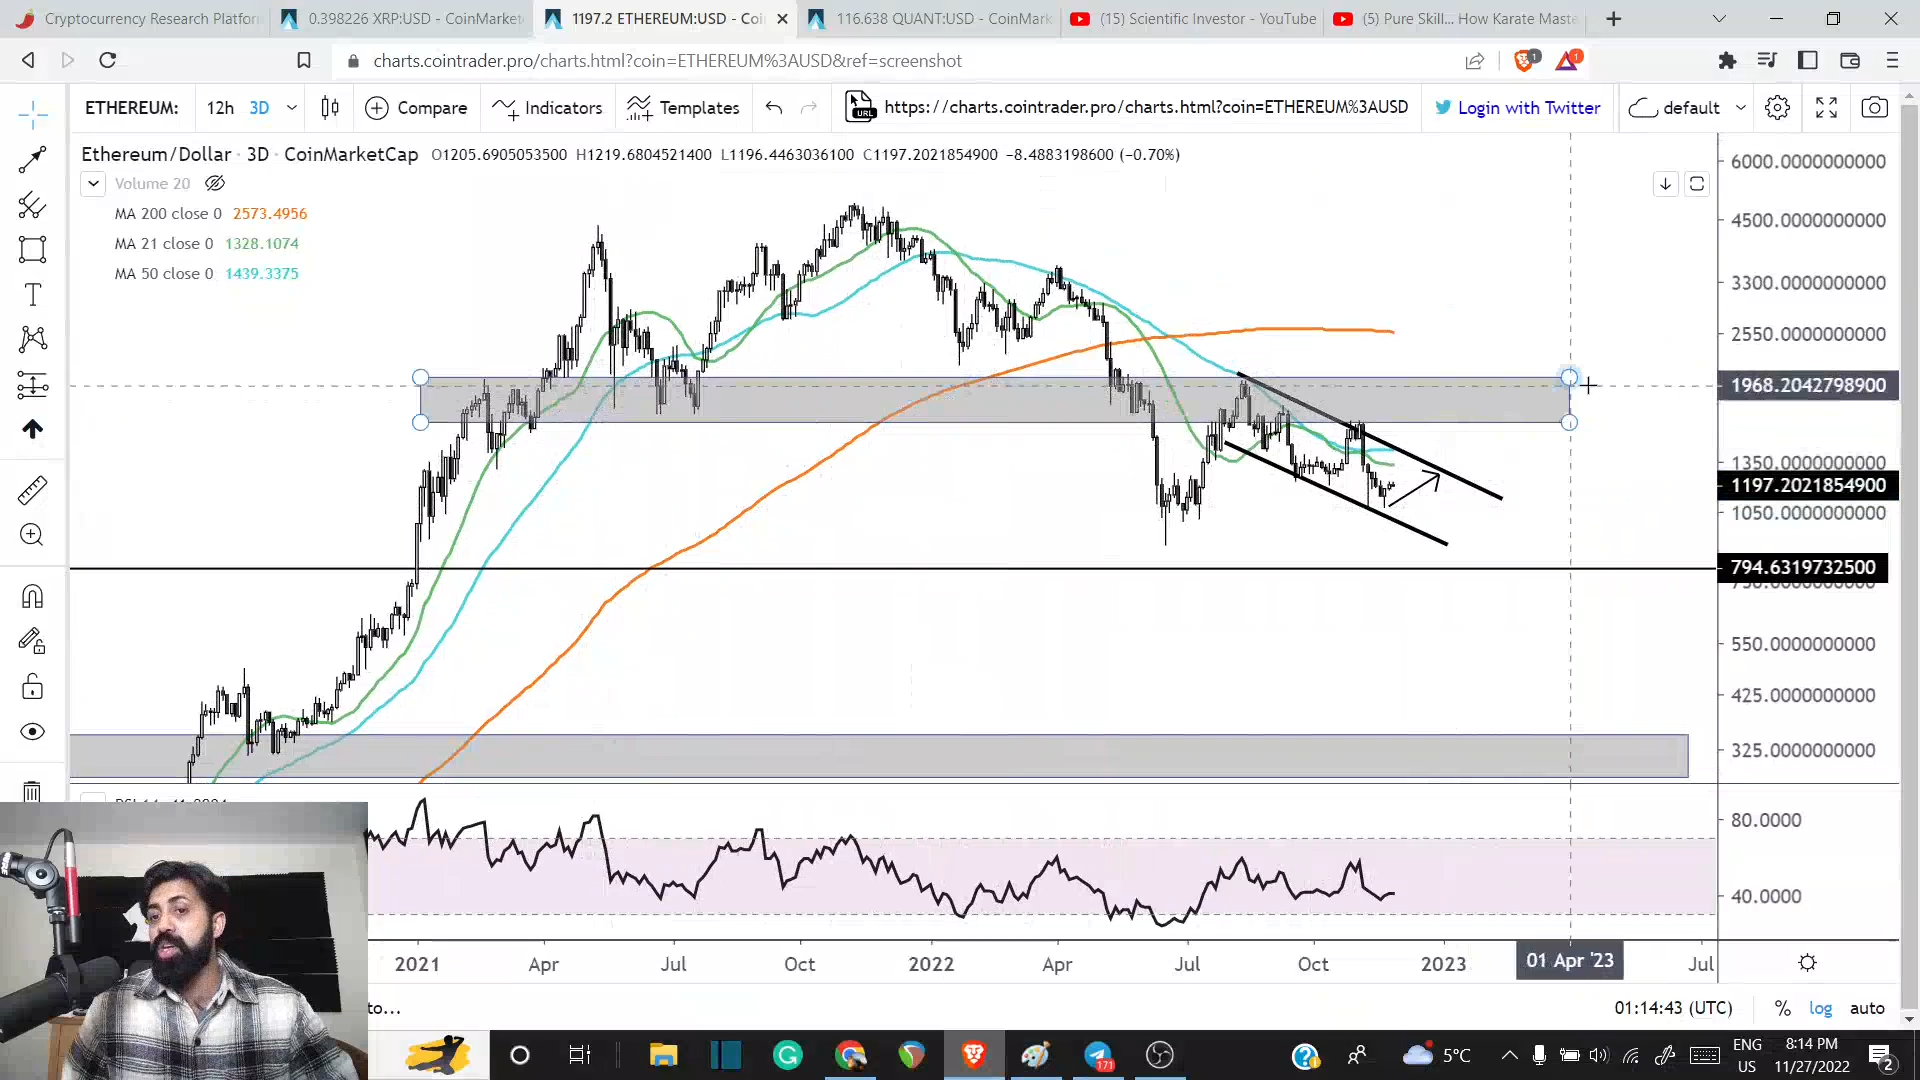 Cryptocurrency Research Platfor
0.398226 XRP:USD - CoinMarket
1197.2 ETHEREUM:USD - Coi
116.638 QUANT:USD - CoinMark
(15) Scientific Investor - YouTube
(5) Pure Skill... How Karate Maste
charts.cointrader.pro/charts.html?coin=ETHEREUM%3AUSD&ref=screenshot
1
1
ETHEREUM:
12h
3D
Compare
Indicators
Templates
URL
https://charts.cointrader.pro/charts.html?coin=ETHEREUM%3AUSD
Login with Twitter
default
Ethereum/Dollar · 3D · CoinMarketCap O1205.6905053500 H1219.6804521400 L1196.4463036100 C1197.2021854900 −8.4883198600 (−0.70%)
Volume 20
MA 200 close 0 2573.4956
MA 21 close 0 1328.1074
MA 50 close 0 1439.3375
6000.0000000000
4500.0000000000
3300.0000000000
2550.0000000000
1968.2042798900
1350.0000000000
1197.2021854900
1050.0000000000
794.6319732500
550.0000000000
425.0000000000
325.0000000000
80.0000
40.0000
2021
Apr
Jul
Oct
2022
Apr
Jul
Oct
2023
01 Apr '23
Jul
to...
01:14:43 (UTC)
%
log
auto
171
5°C
ENG
US
8:14 PM
11/27/2022
2